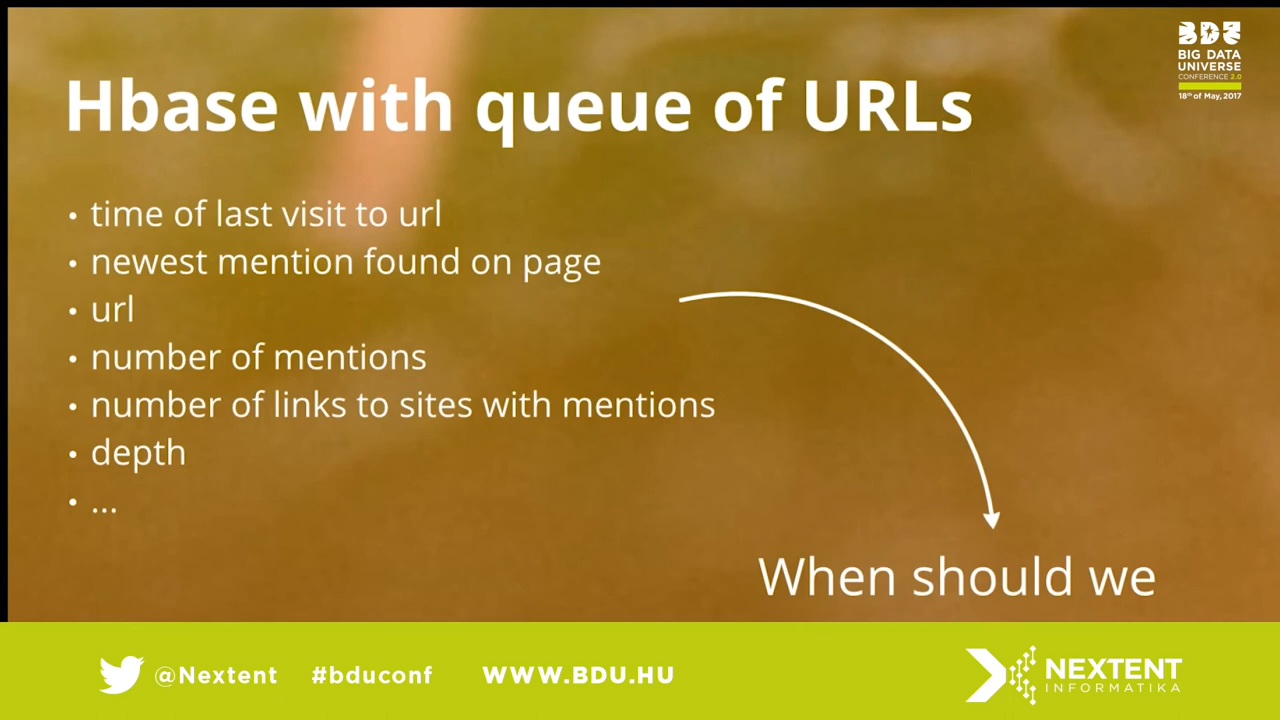 BDU
BIG DATA
UNIVERSE
CONFERENCE 2.0
18th of May, 2017
Hbase with queue of URLs
• time of last visit to url
• newest mention found on page
• url
• number of mentions
• number of links to sites with mentions
• depth
• ...
When should we
@Nextent #bduconf WWW.BDU.HU
NEXTENT
INFORMATIKA